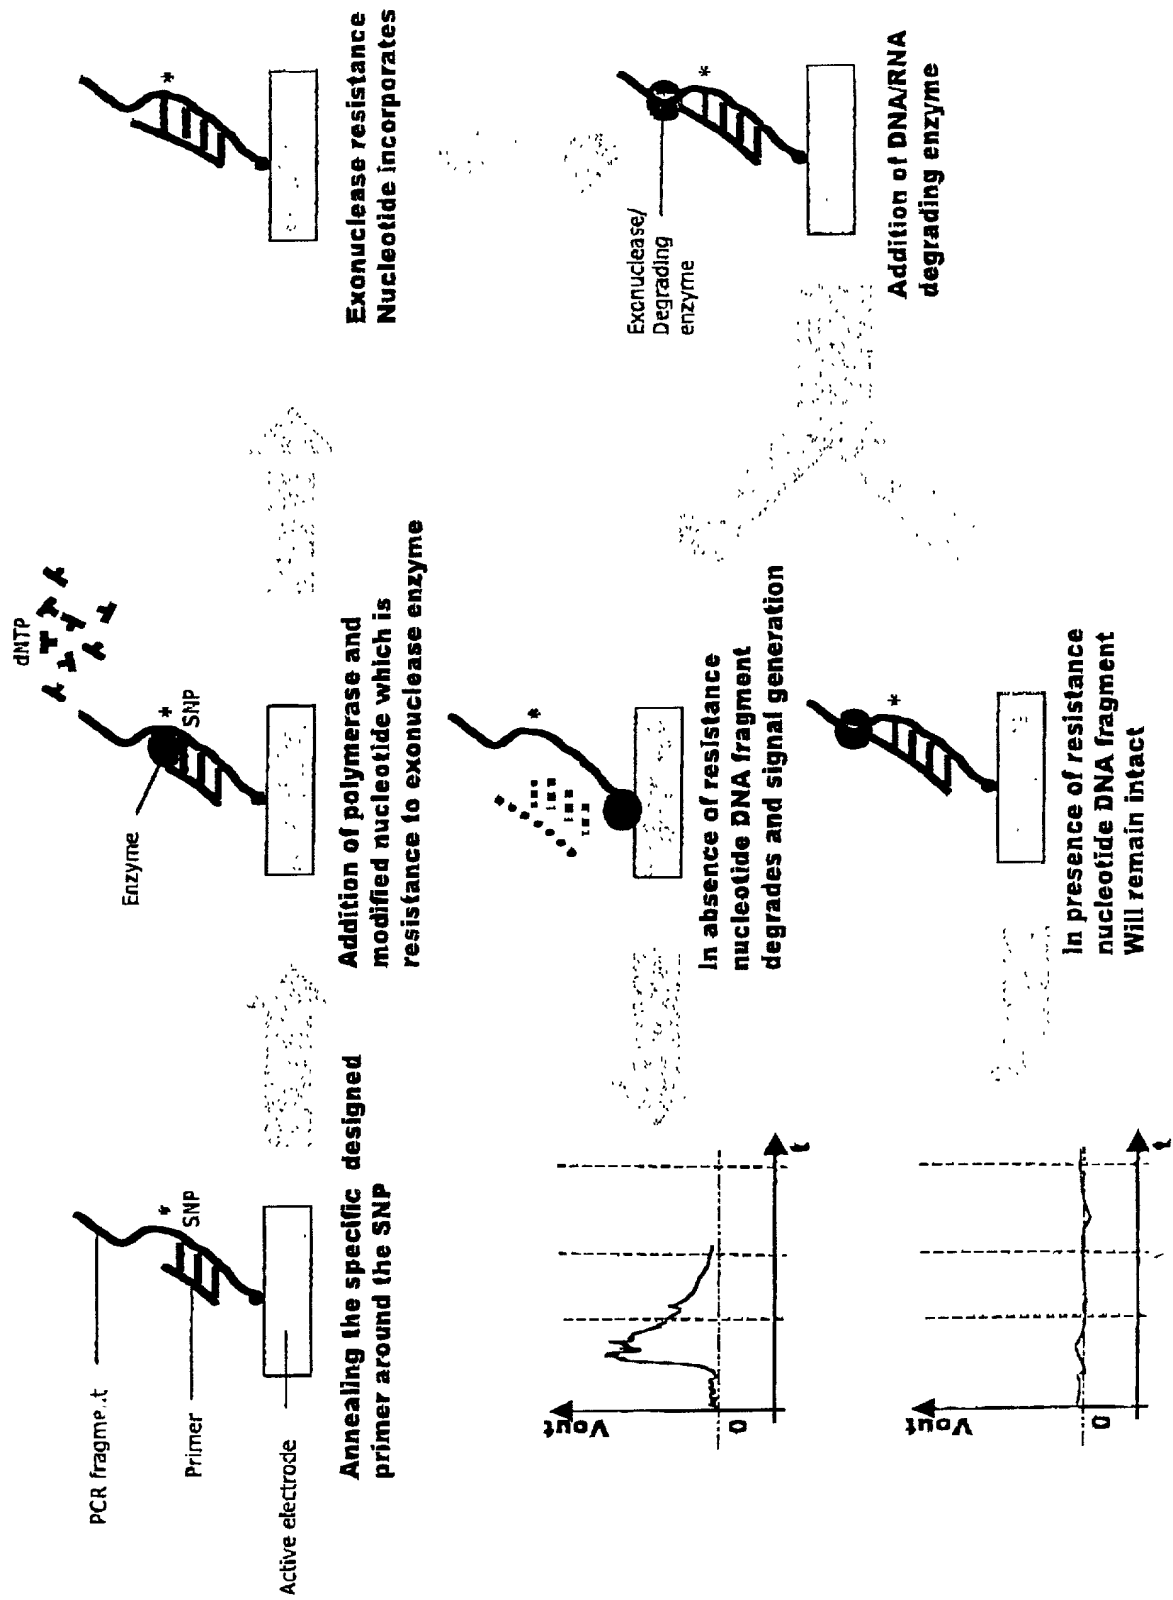 PCR fragme..t
Primer
Active electrode
*
SNP
Annealing the specific designed
primer around the SNP
dNTP
Enzyme
*
SNP
Addition of polymerase and
modified nucleotide which is
resistance to exonuclease enzyme
*
Exonuclease resistance
Nucleotide incorporates
Exonuclease/
Degrading
enzyme
*
Addition of DNA/RNA
degrading enzyme
*
In absence of resistance
nucleotide DNA fragment
degrades and signal generation
Vout
0
t
*
In presence of resistance
nucleotide DNA fragment
Will remain intact
Vout
0
t